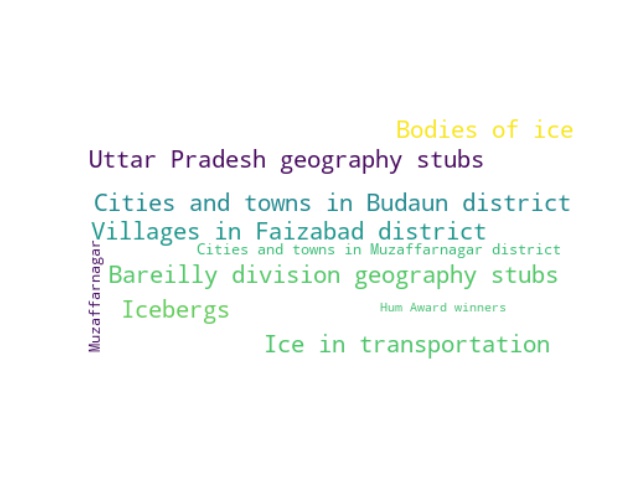 Bodies of ice
Uttar Pradesh geography stubs
Cities and towns in Budaun district
Villages in Faizabad district
Cities and towns in Muzaffarnagar district
Muzaffarnagar
Bareilly division geography stubs
Icebergs
Hum Award winners
Ice in transportation